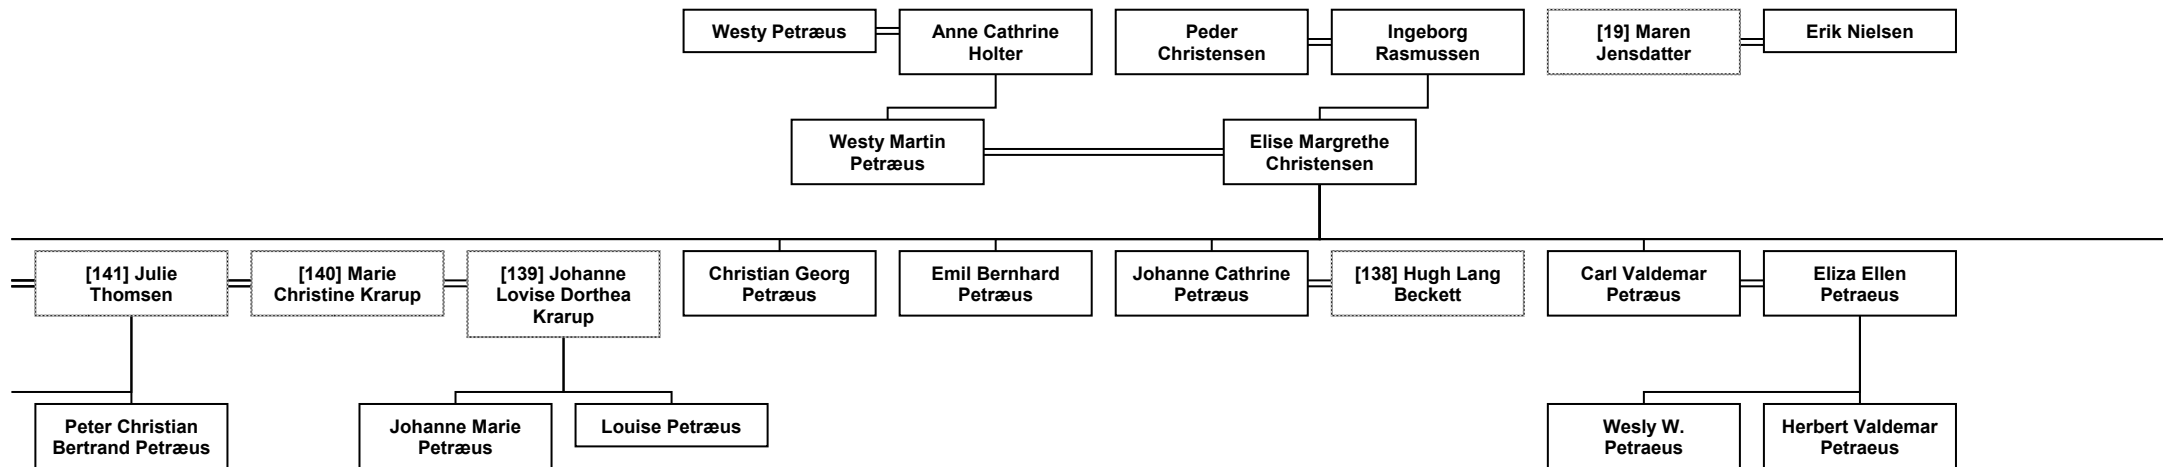 Westy Petræus
Anne Cathrine
Holter
Peder
Christensen
Ingeborg
Rasmussen
[19] Maren
Jensdatter
Erik Nielsen
Westy Martin
Petræus
Elise Margrethe
Christensen
[141] Julie
Thomsen
[140] Marie
Christine Krarup
[139] Johanne
Lovise Dorthea
Krarup
Christian Georg
Petræus
Emil Bernhard
Petræus
Johanne Cathrine
Petræus
[138] Hugh Lang
Beckett
Carl Valdemar
Petræus
Eliza Ellen
Petraeus
Peter Christian
Bertrand Petræus
Johanne Marie
Petræus
Louise Petræus
Wesly W.
Petraeus
Herbert Valdemar
Petraeus